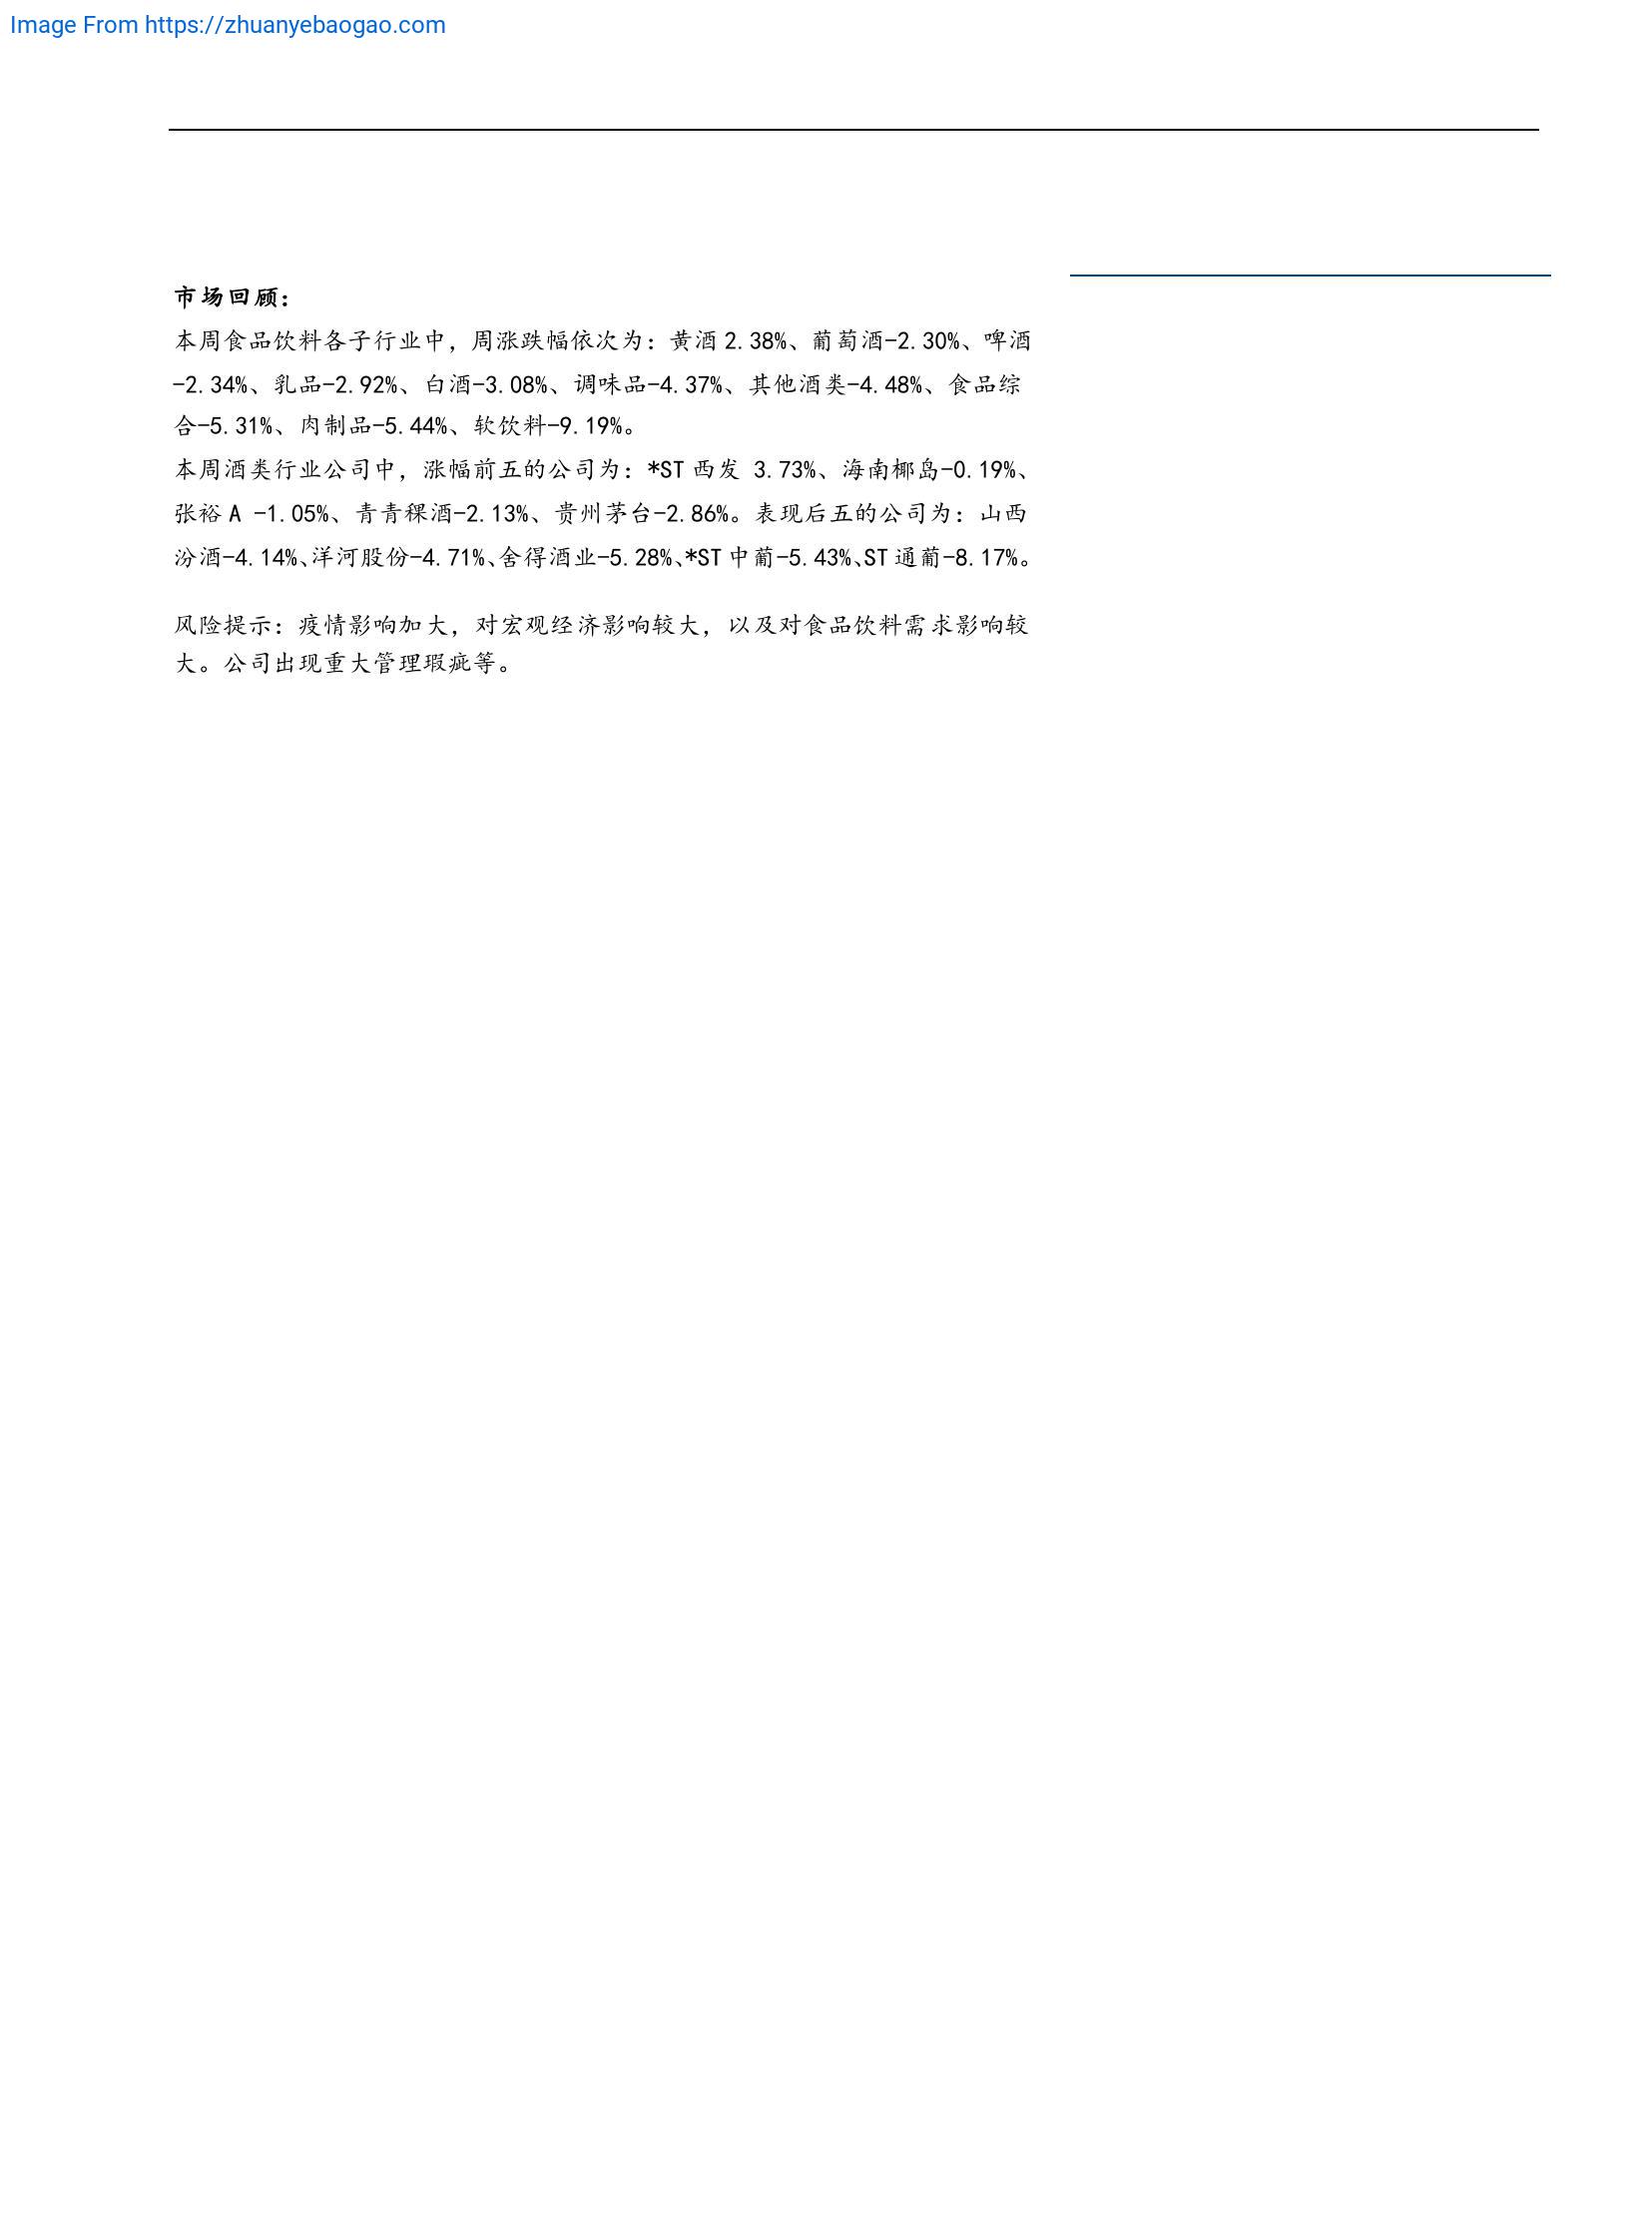 Image From https://zhuanyebaogao.com
市场回顾：
本周食品饮料各子行业中，周涨跌幅依次为：黄酒2.38%、葡萄酒-2.30%、啤酒
-2.34%、乳品-2.92%、白酒-3.08%、调味品-4.37%、其他酒类-4.48%、食品综
合-5.31%、肉制品-5.44%、软饮料-9.19%。
本周酒类行业公司中，涨幅前五的公司为：*ST西发 3.73%、海南椰岛-0.19%、
张裕A -1.05%、青青稞酒-2.13%、贵州茅台-2.86%。表现后五的公司为：山西
汾酒-4.14%、洋河股份-4.71%、舍得酒业-5.28%、*ST中葡-5.43%、ST通葡-8.17%。
风险提示：疫情影响加大，对宏观经济影响较大，以及对食品饮料需求影响较
大。公司出现重大管理瑕疵等。